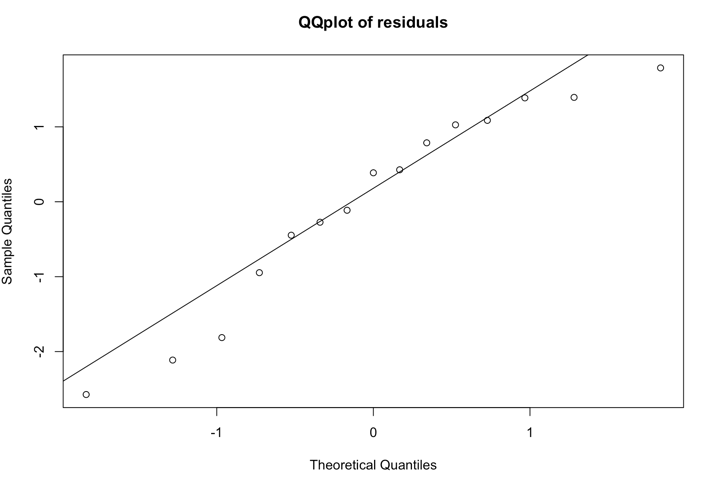 QQplot of residuals
Sample Quantiles
1
0
-1
-2
-1
0
1
Theoretical Quantiles